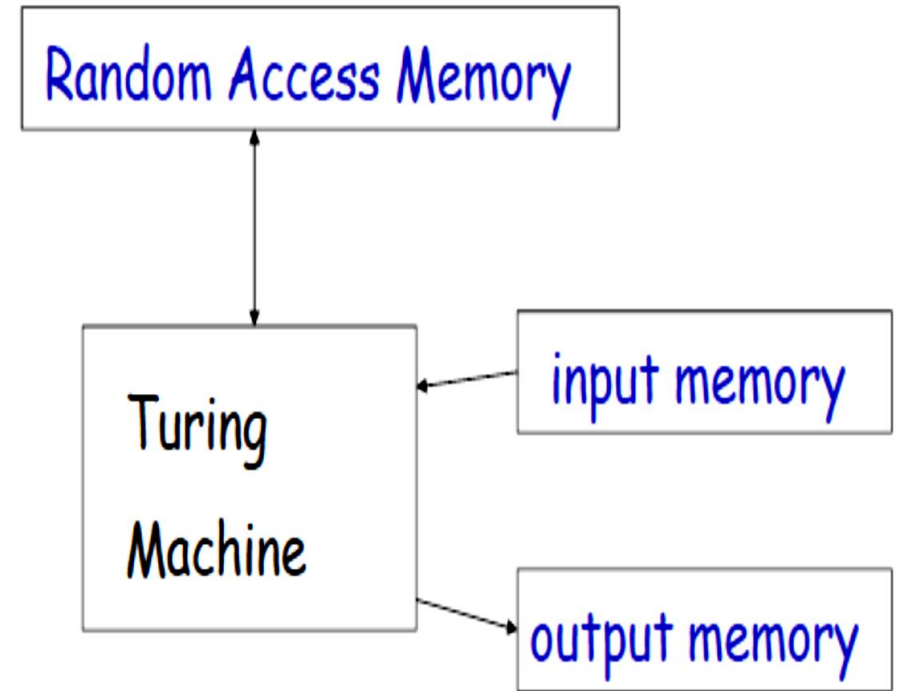 Random Access Memory
input memory
Turing
Machine
output memory